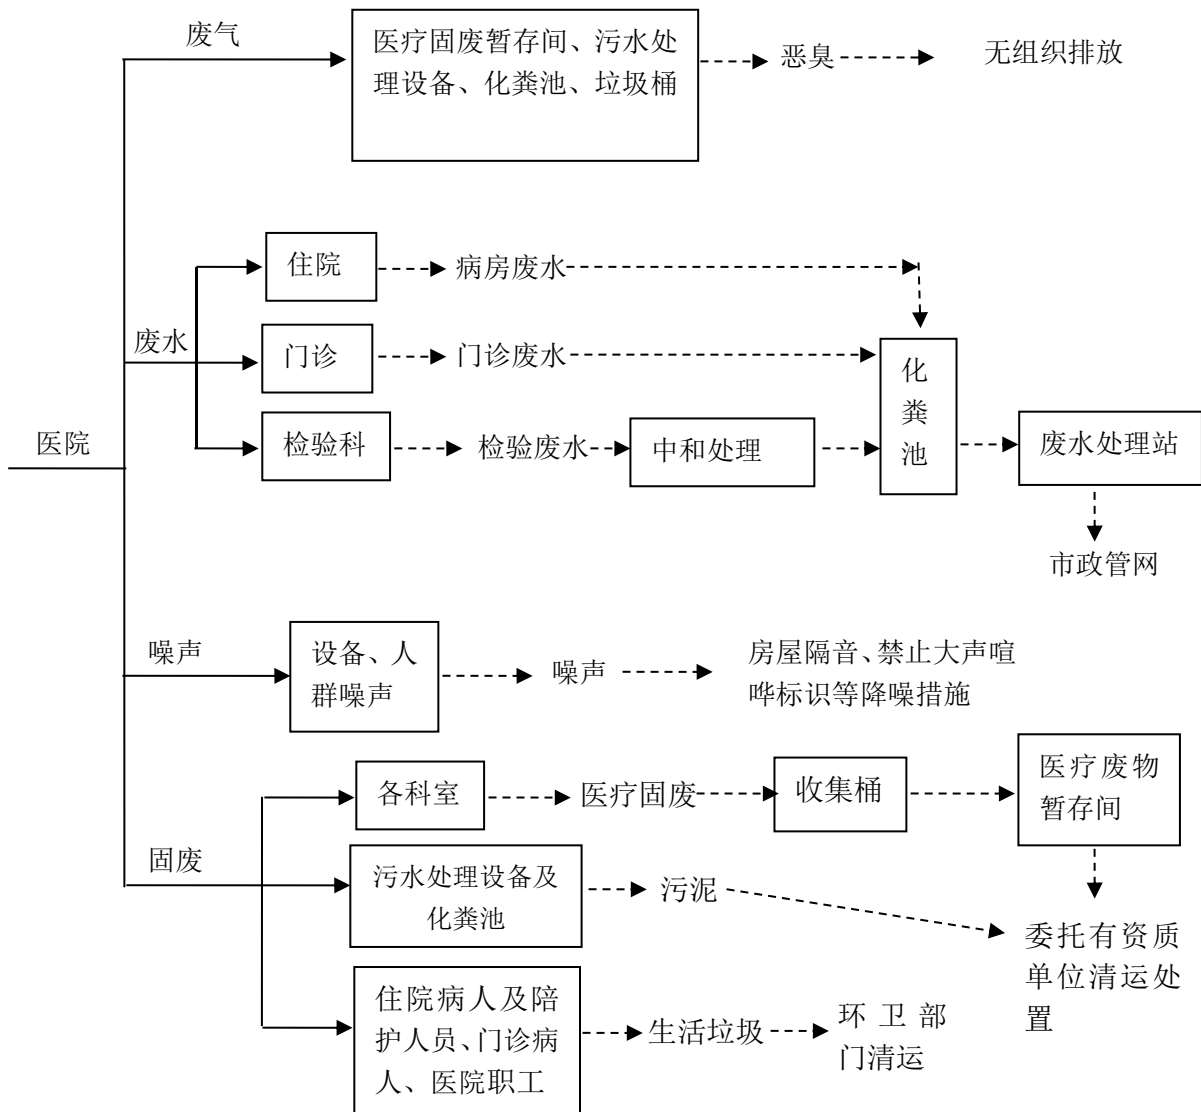 废气
医疗固废暂存间、污水处
理设备、化粪池、垃圾桶
恶臭
无组织排放
住院
病房废水
废水
门诊
门诊废水
化
粪
池
医院
检验科
检验废水
中和处理
废水处理站
市政管网
噪声
设备、人
群噪声
噪声
房屋隔音、禁止大声喧
哗标识等降噪措施
各科室
医疗固废
收集桶
医疗废物
暂存间
固废
污水处理设备及
化粪池
污泥
委托有资质
单位清运处
置
住院病人及陪
护人员、门诊病
人、医院职工
生活垃圾
环卫部
门清运